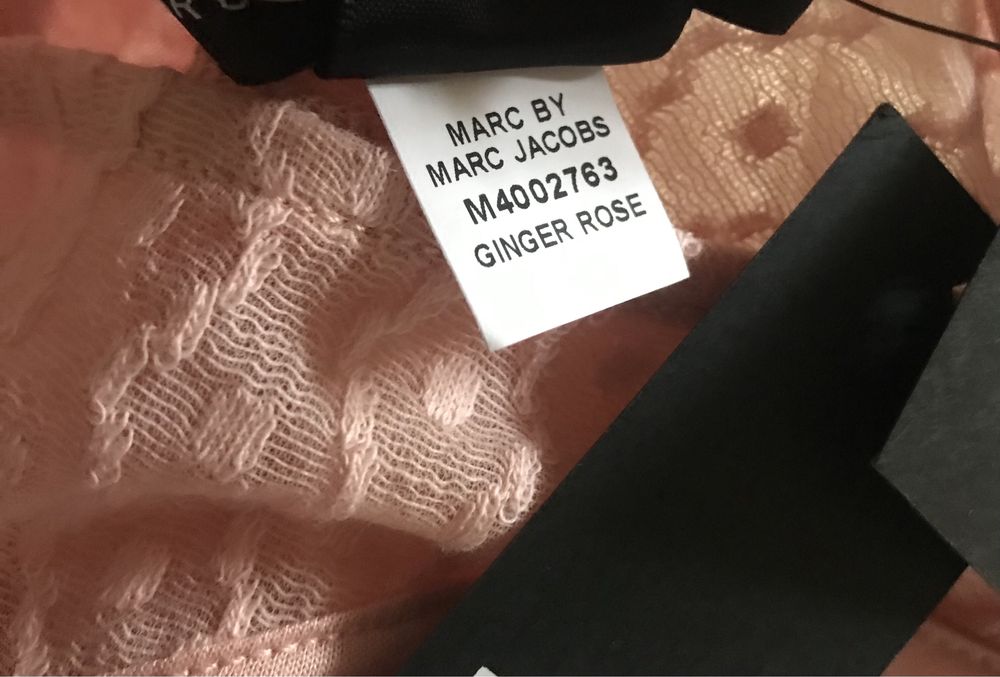 MARC BY
MARC JACOBS
M4002763
GINGER ROSE